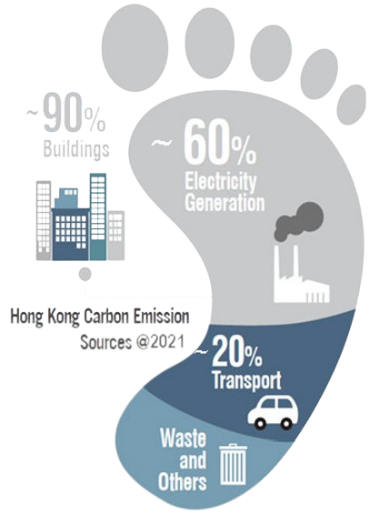 ~90%
Buildings
~ 60%
Electricity
Generation
Hong Kong Carbon Emission
Sources @2021
~20%
Transport
Waste
and
Others